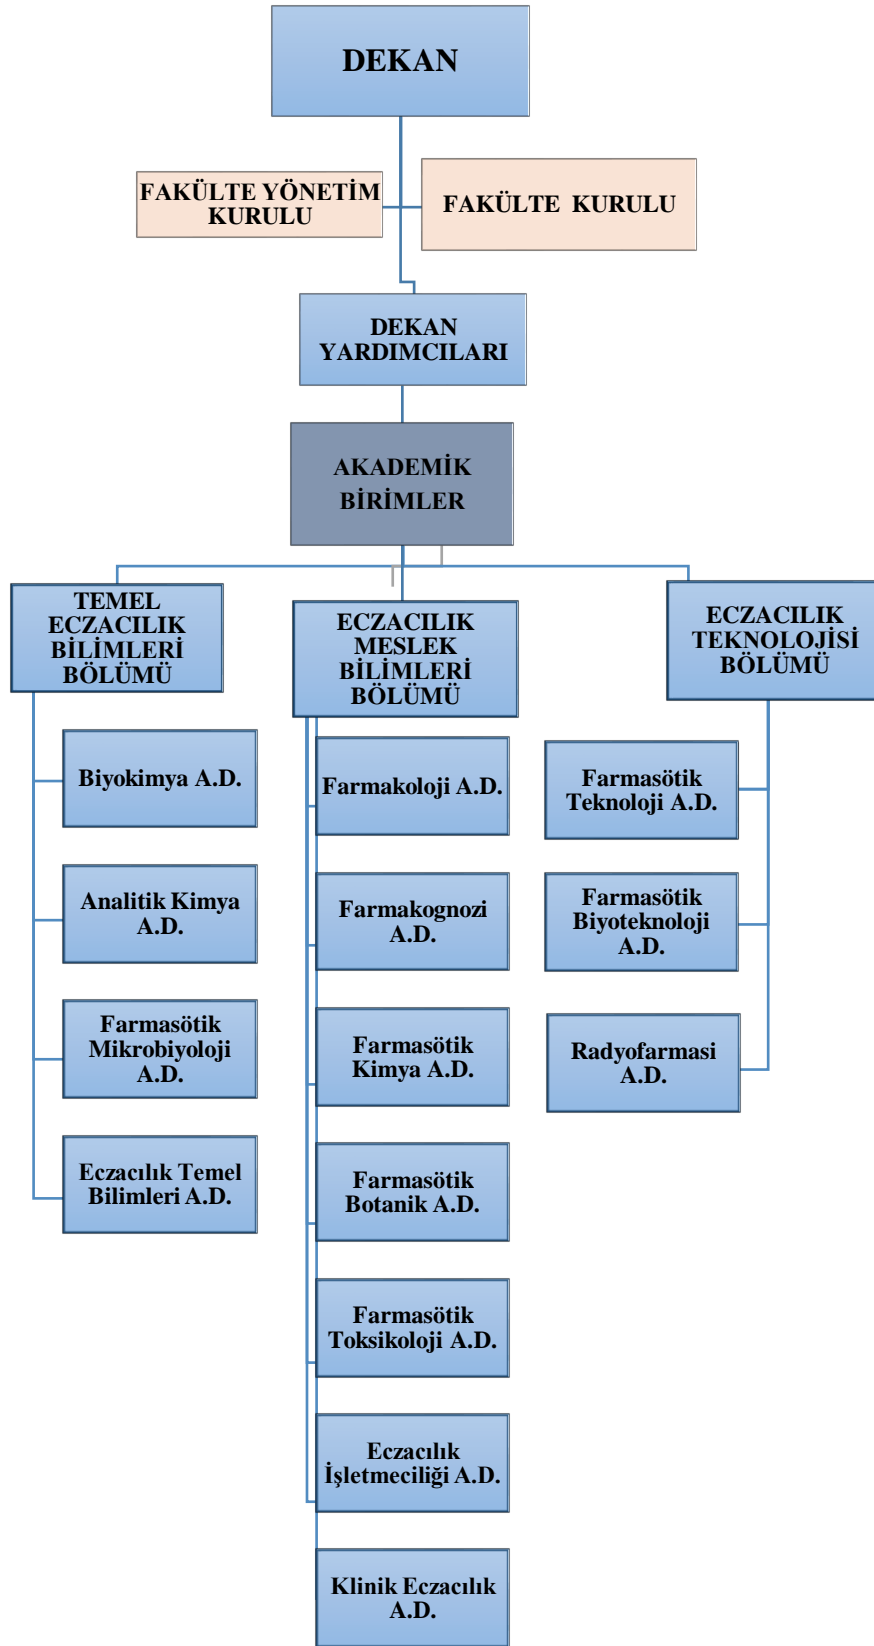 DEKAN
FAKÜLTE YÖNETİM
KURULU
FAKÜLTE KURULU
DEKAN
YARDIMCILARI
AKADEMİK
BİRİMLER
TEMEL
ECZACILIK
BİLİMLERİ
BÖLÜMÜ
Biyokimya A.D.
Analitik Kimya
A.D.
Farmasötik
Mikrobiyoloji
A.D.
Eczacılık Temel
Bilimleri A.D.
ECZACILIK
MESLEK
BİLİMLERİ
BÖLÜMÜ
Farmakoloji A.D.
Farmakognozi
A.D.
Farmasötik
Kimya A.D.
Farmasötik
Botanik A.D.
Farmasötik
Toksikoloji A.D.
Eczacılık
İşletmeciliği A.D.
Klinik Eczacılık
A.D.
ECZACILIK
TEKNOLOJİSİ
BÖLÜMÜ
Farmasötik
Teknoloji A.D.
Farmasötik
Biyoteknoloji
A.D.
Radyofarmasi
A.D.